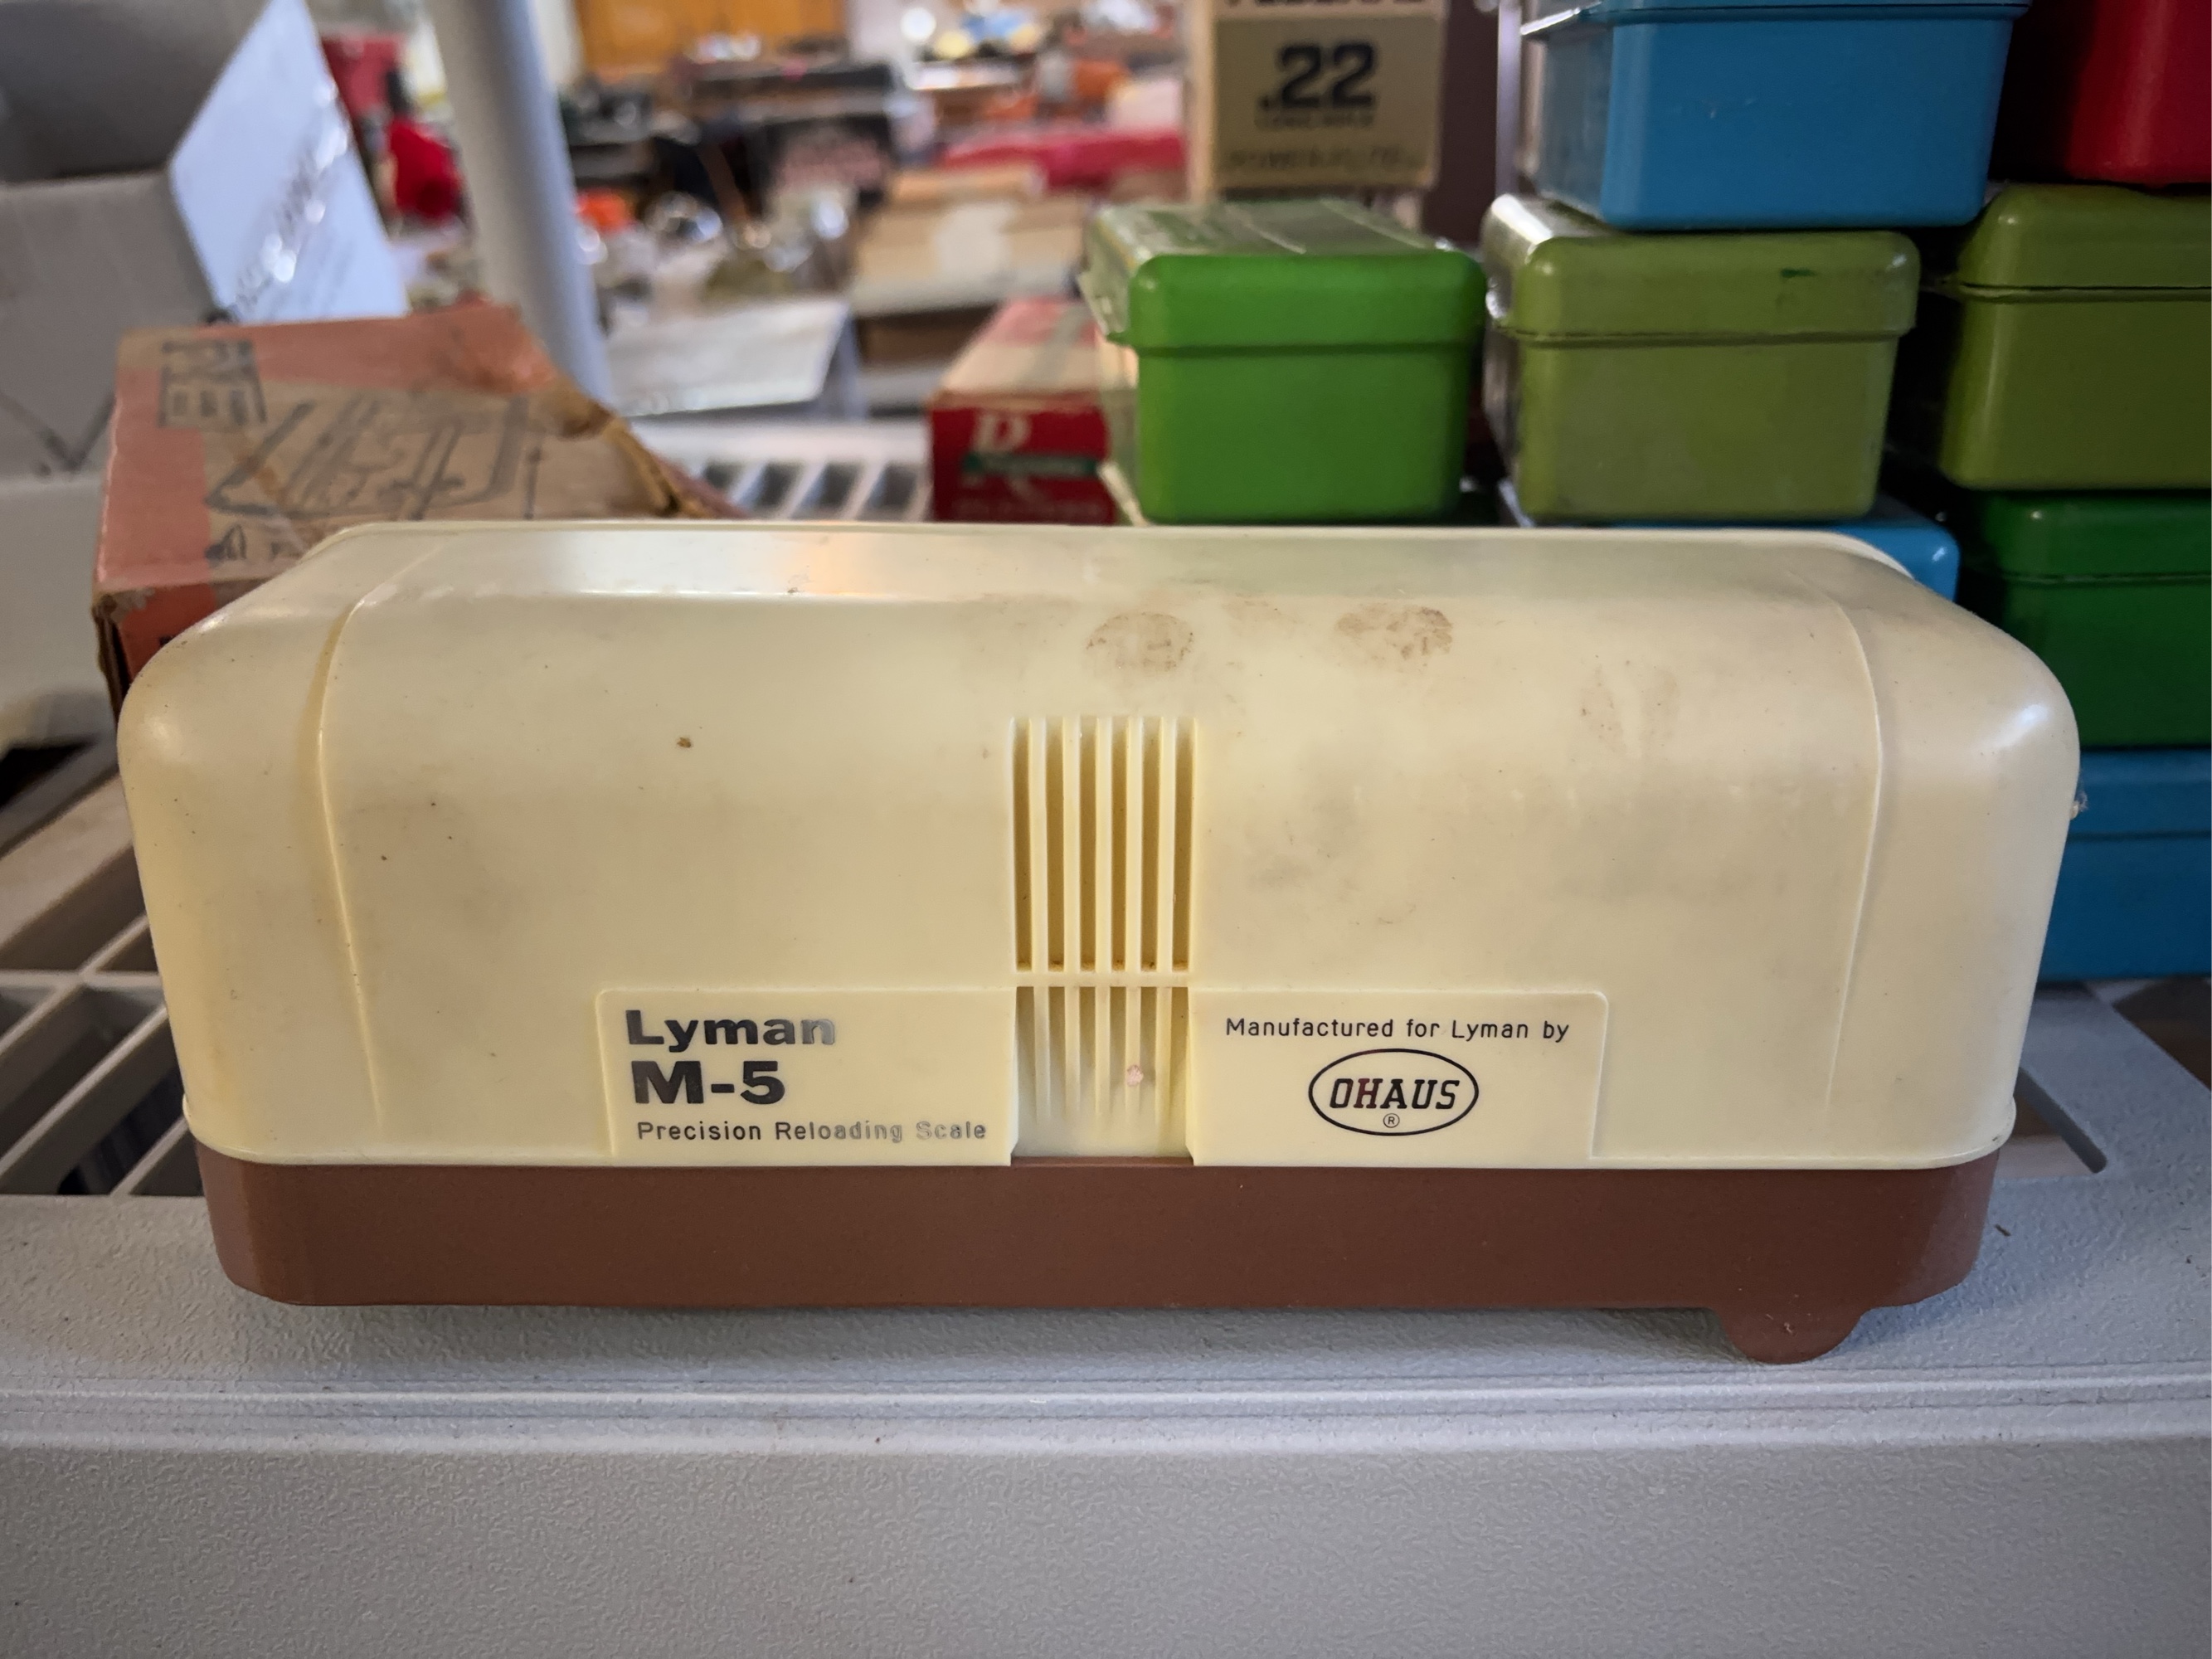 .22
Lyman
M-5
Precision Reloading Scale
Manufactured for Lyman by
OHAUS
®